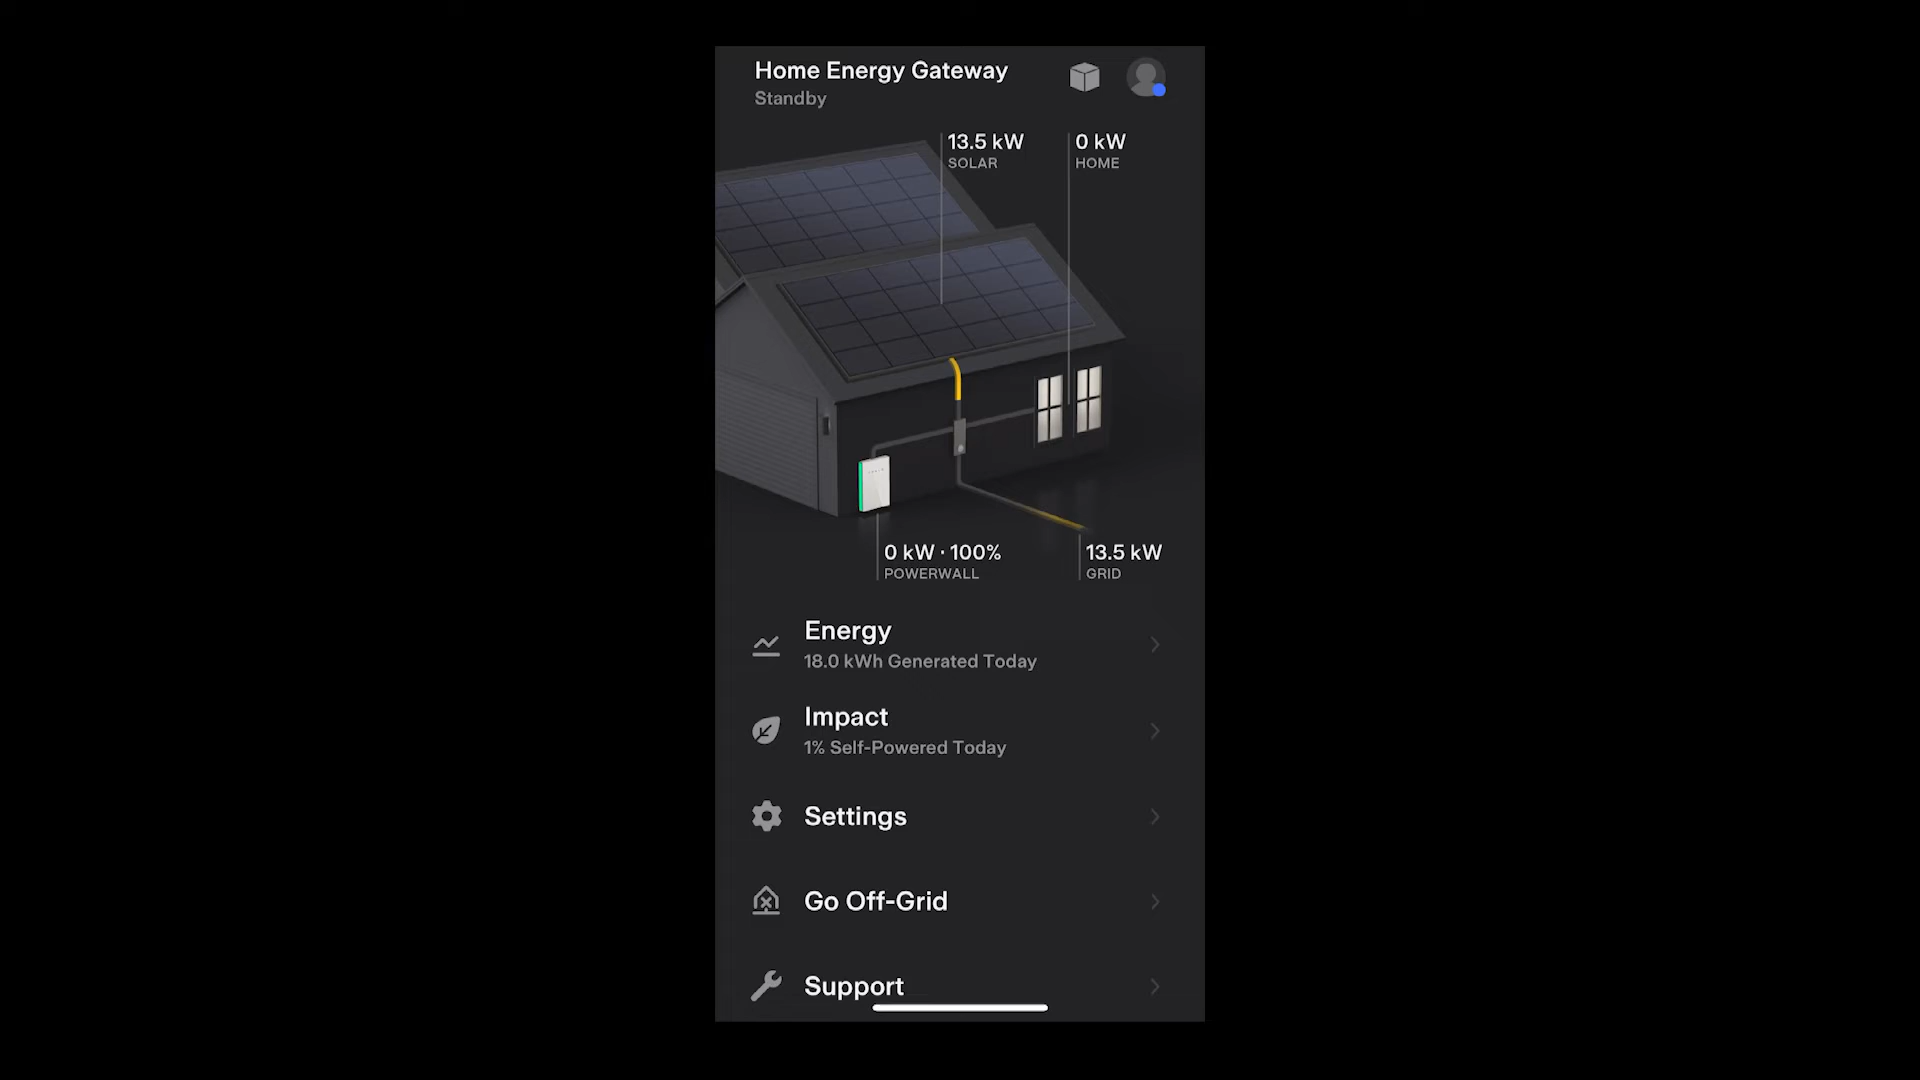 Home Energy Gateway
Standby
13.5 kW
SOLAR
0 kW
HOME
0 kW · 100%
POWERWALL
13.5 kW
GRID
Energy
18.0 kWh Generated Today
Impact
1% Self-Powered Today
Settings
Go Off-Grid
Support